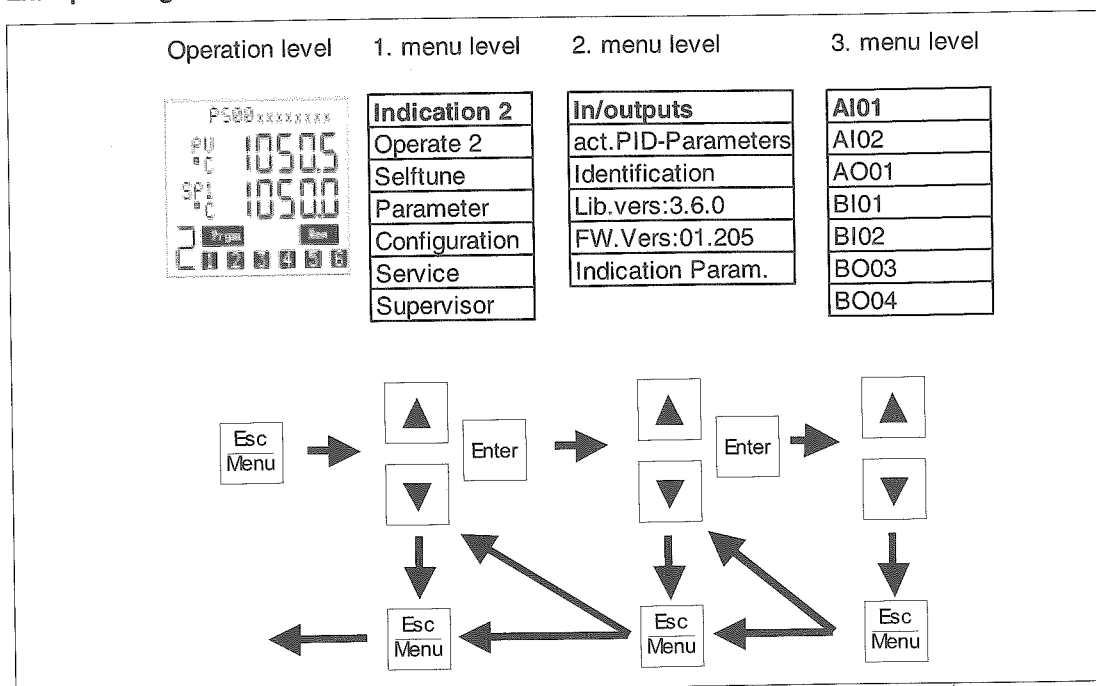 Operation level 1. menu level 2. menu level 3. menu level
PV 1050.5
°C
SP1 1050.0
°C
2
1 2 3 4 5 6
Indication 2
Operate 2
Selftune
Parameter
Configuration
Service
Supervisor
In/outputs
act.PID-Parameters
Identification
Lib.vers:3.6.0
FW.Vers:01.205
Indication Param.
AI01
AI02
AO01
BI01
BI02
BO03
BO04
Esc
Menu
Enter
Enter
Esc
Menu
Esc
Menu
Esc
Menu